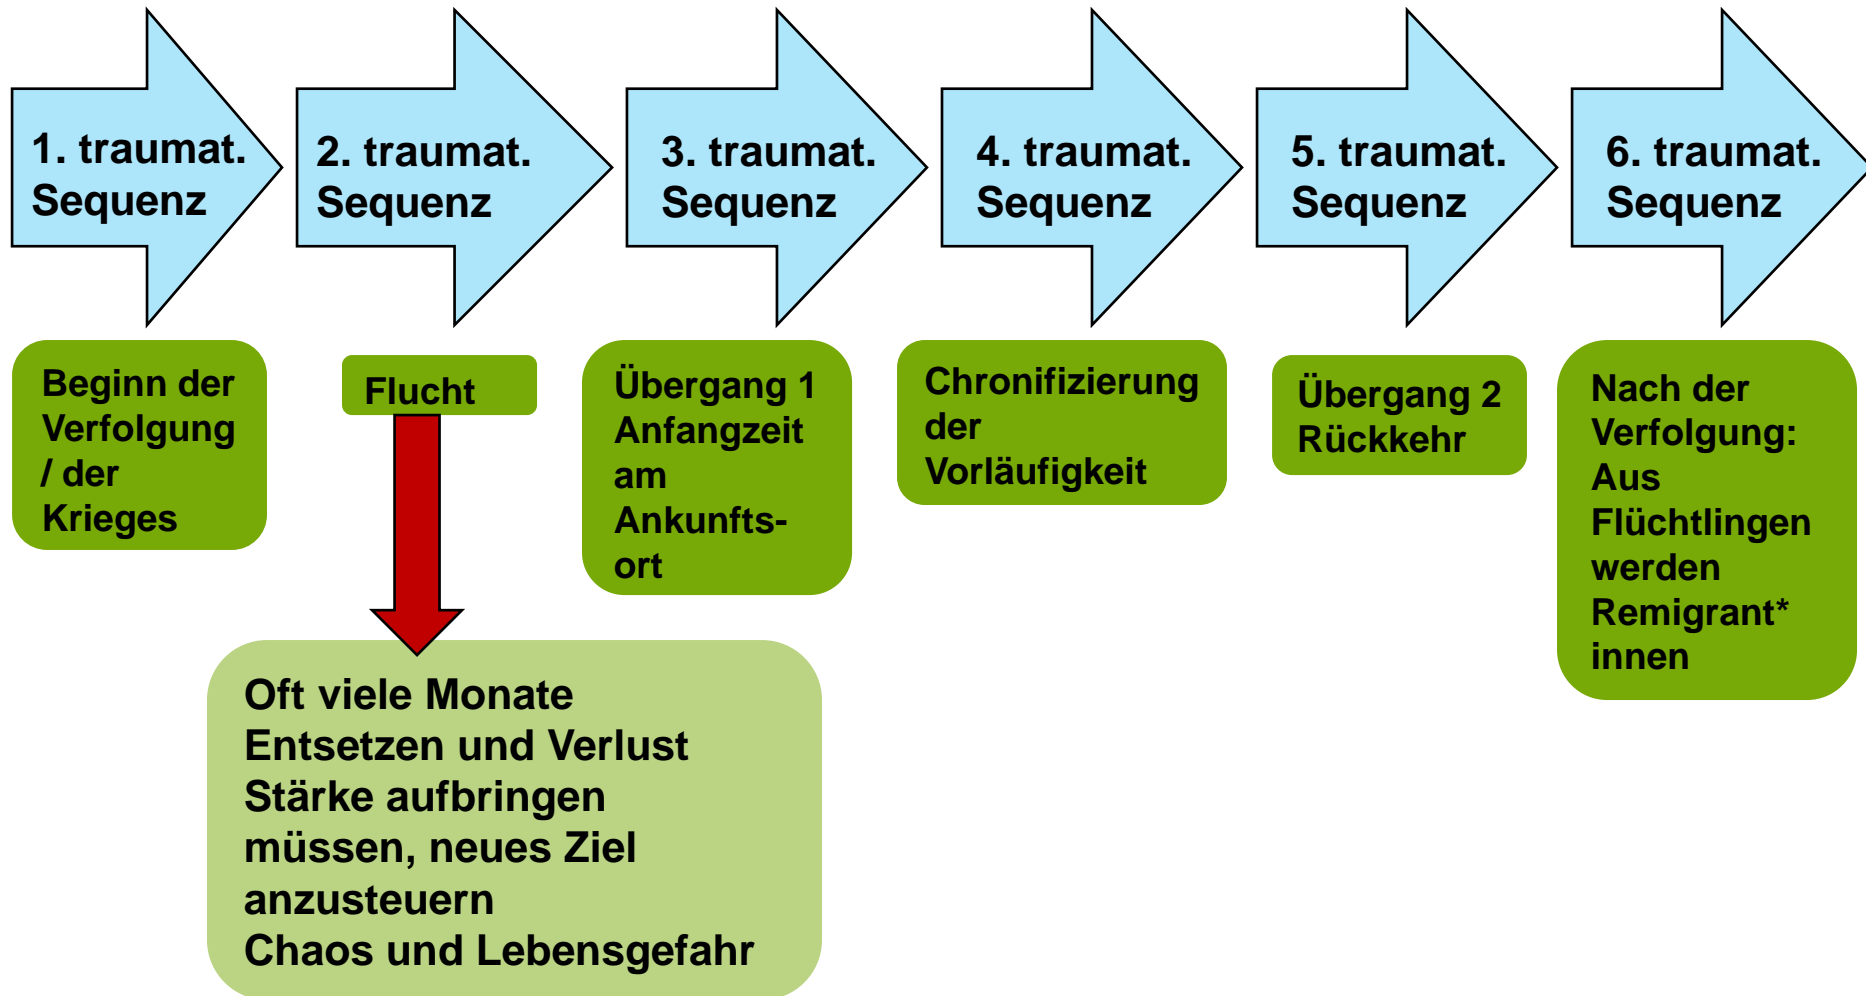 1. traumat.
Sequenz
2. traumat.
Sequenz
3. traumat.
Sequenz
4. traumat.
Sequenz
5. traumat.
Sequenz
6. traumat.
Sequenz
Beginn der
Verfolgung
/ der
Krieges
Flucht
Übergang 1
Anfangzeit
am
Ankunfts-
ort
Chronifizierung
der
Vorläufigkeit
Übergang 2
Rückkehr
Nach der
Verfolgung:
Aus
Flüchtlingen
werden
Remigrant*
innen
Oft viele Monate
Entsetzen und Verlust
Stärke aufbringen
müssen, neues Ziel
anzusteuern
Chaos und Lebensgefahr